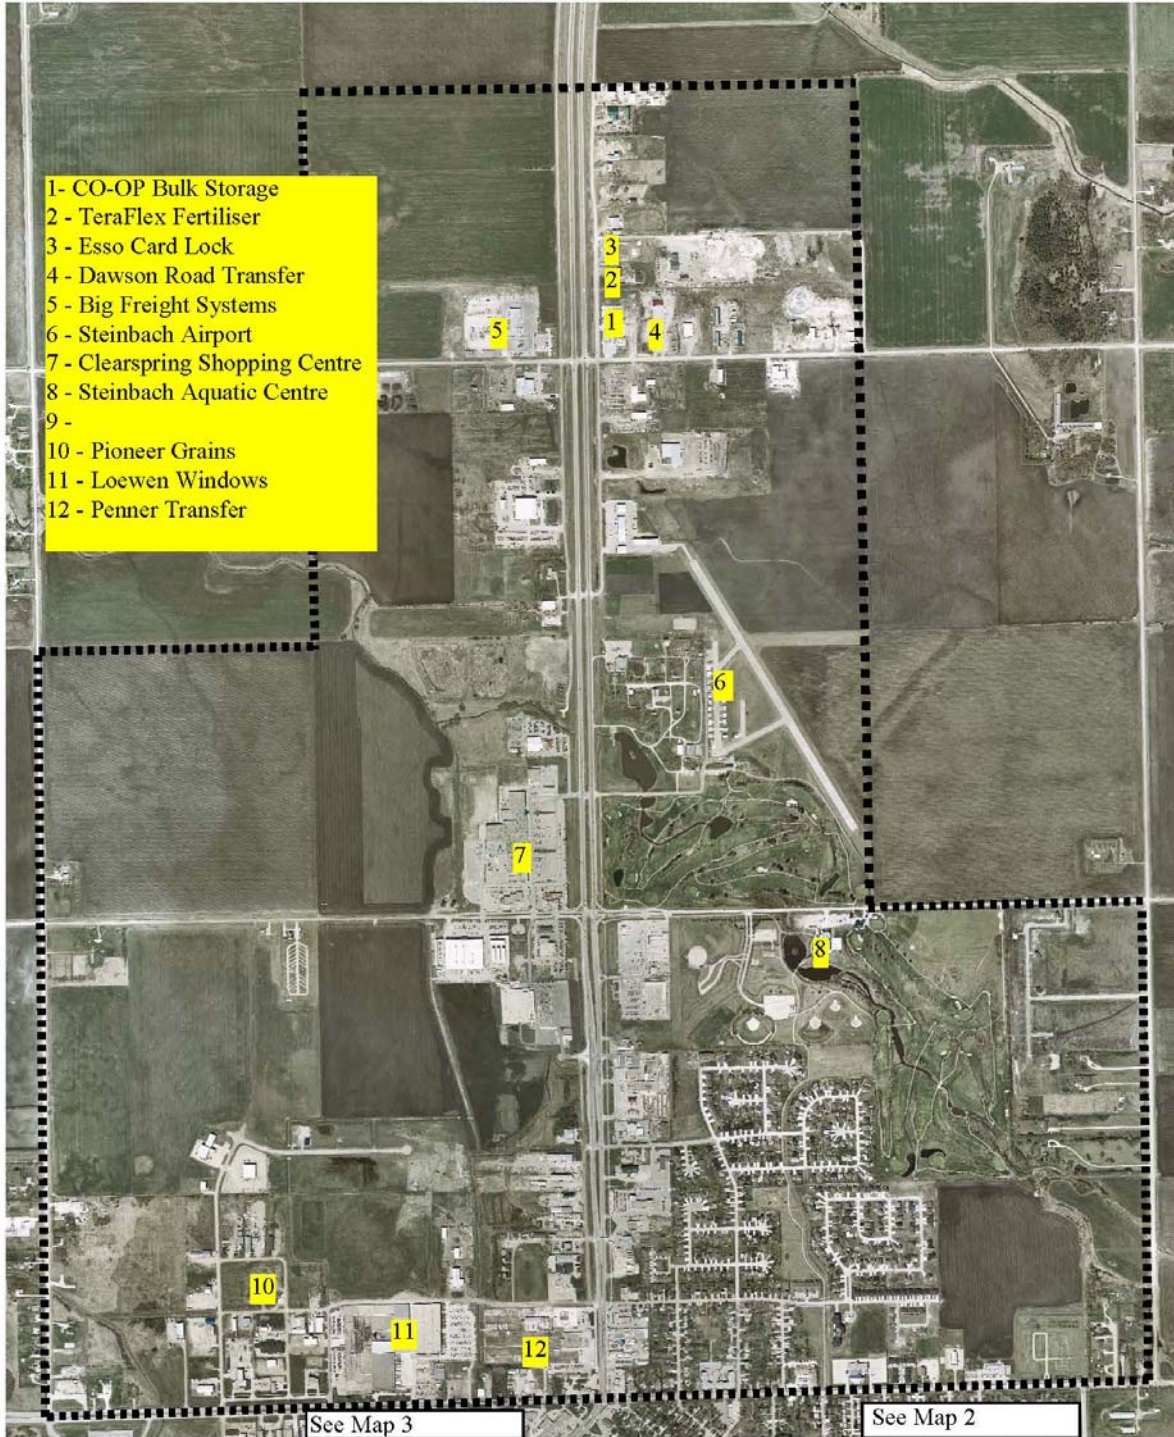 1- CO-OP Bulk Storage
2 - TeraFlex Fertiliser
3 - Esso Card Lock
4 - Dawson Road Transfer
5 - Big Freight Systems
6 - Steinbach Airport
7 - Clearspring Shopping Centre
8 - Steinbach Aquatic Centre
9 -
10 - Pioneer Grains
11 - Loewen Windows
12 - Penner Transfer
3
2
1
4
5
6
7
8
10
11
12
See Map 3
See Map 2